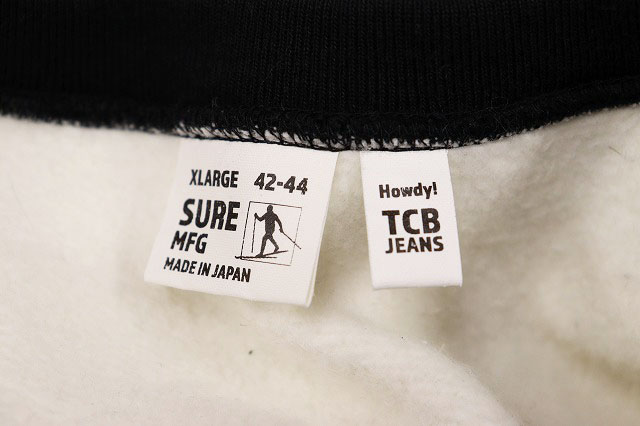 XLARGE 42-44
SURE
MFG
MADE IN JAPAN
Howdy!
TCB
JEANS